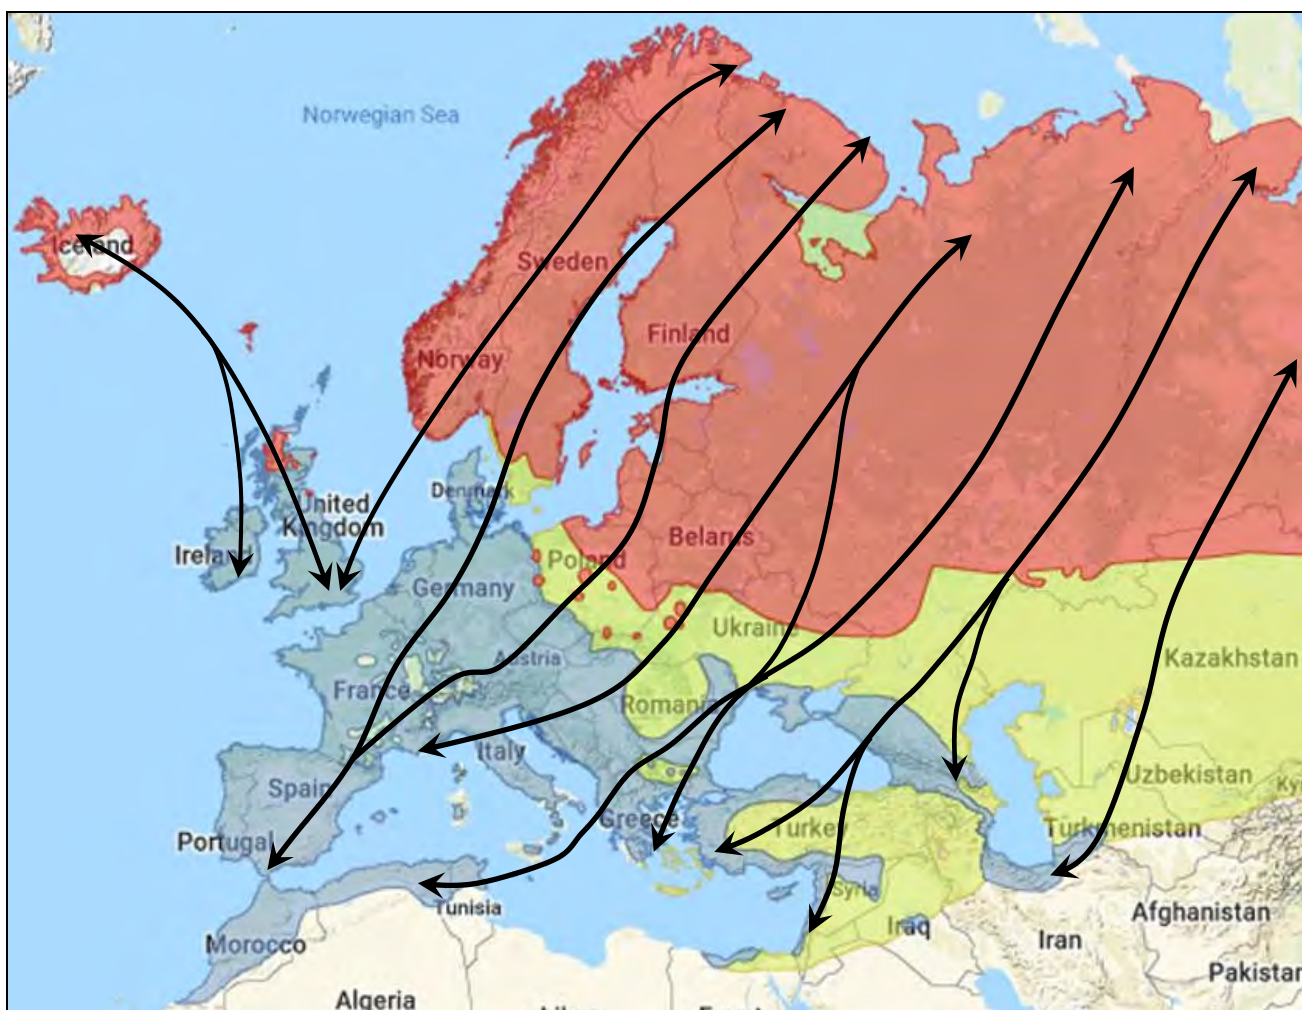 Norwegian Sea
Iceland
Sweden
Finland
Norway
United
Kingdom
Denmark
Ireland
Belarus
Poland
Germany
Ukraine
Austria
Kazakhstan
France
Romania
Italy
Uzbekistan
Spain
Ky
Greece
Turkey
Turkmenistan
Portugal
Syria
Tunisia
Afghanistan
Iraq
Iran
Morocco
Pakistan
Algeria